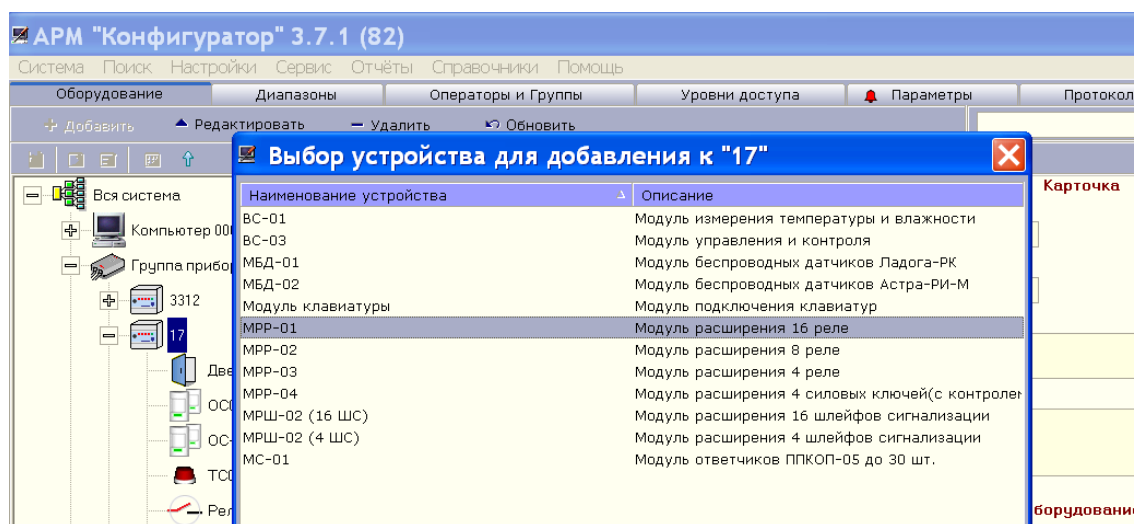 АРМ "Конфигуратор" 3.7.1 (82)
Система Поиск Настройки Сервис Отчёты Справочники Помощь
Оборудование Диапазоны Операторы и Группы Уровни доступа Параметры Протокол
Добавить Редактировать Удалить Обновить
Выбор устройства для добавления к "17"
Карточка
Наименование устройства Описание
Вся система
ВС-01 Модуль измерения температуры и влажности
Компьютер
ВС-03 Модуль управления и контроля
МБД-01 Модуль беспроводных датчиков Ладога-РК
Группа прибо
МБД-02 Модуль беспроводных датчиков Астра-РИ-М
3312
Модуль клавиатуры Модуль подключения клавиатур
МРР-01 Модуль расширения 16 реле
17
МРР-02 Модуль расширения 8 реле
Две
МРР-03 Модуль расширения 4 реле
МРР-04 Модуль расширения 4 силовых ключей(с контролем
МРШ-02 (16 ШС) Модуль расширения 16 шлейфов сигнализации
МРШ-02 (4 ШС) Модуль расширения 4 шлейфов сигнализации
ОС-
МС-01 Модуль ответчиков ППКОП-05 до 30 шт.
Рел
борудование